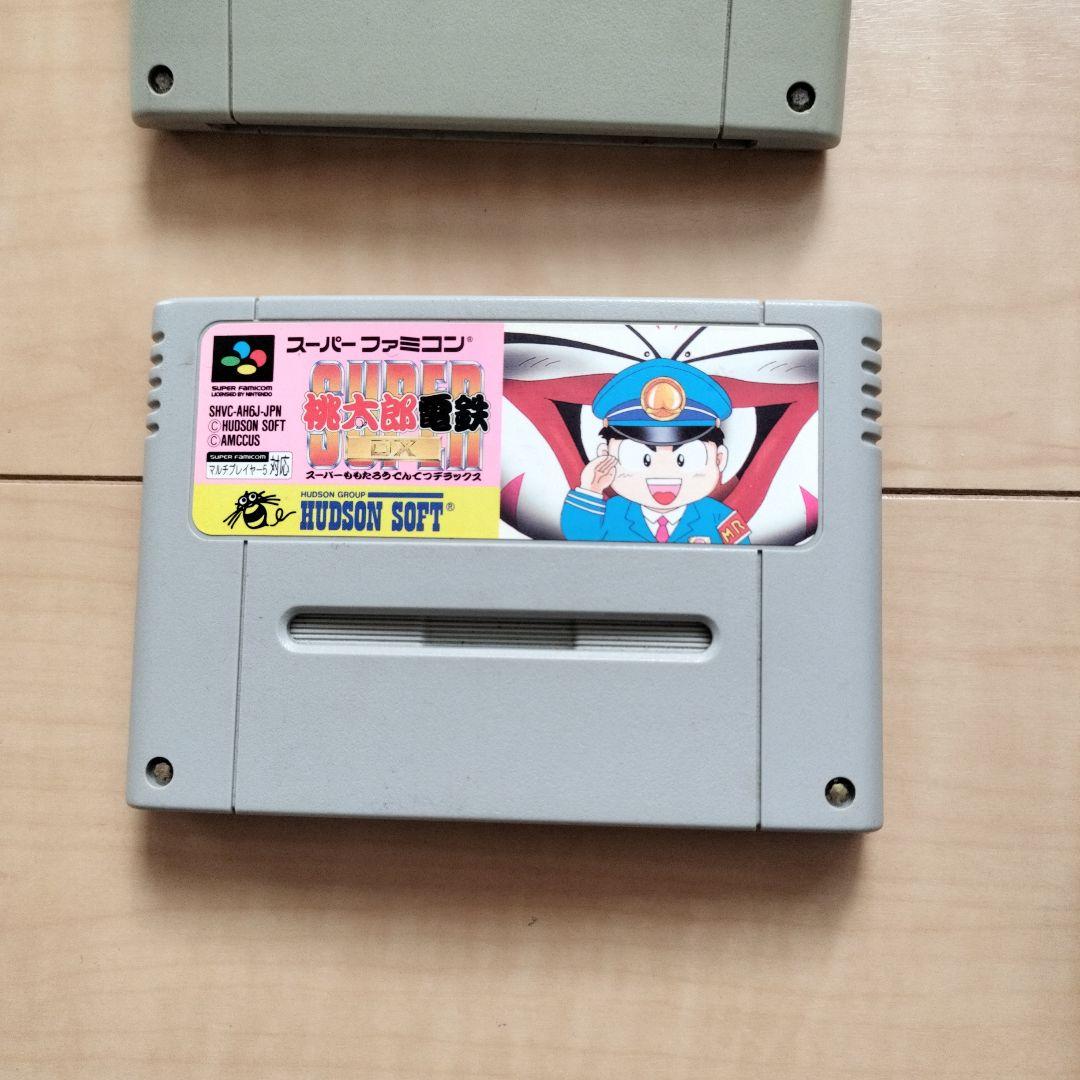 スーパーファミコン®
SUPER FAMICOM
LICENSED BY NINTENDO
SHVC-AH6J-JPN
©HUDSON SOFT
©AMCCUS
SUPER FAMICOM
マルチプレイヤー5 対応
SUPER
桃太郎電鉄
DX
SUPER
スーパーももたろうでんてつデラックス
HUDSON GROUP
HUDSON SOFT®
MR